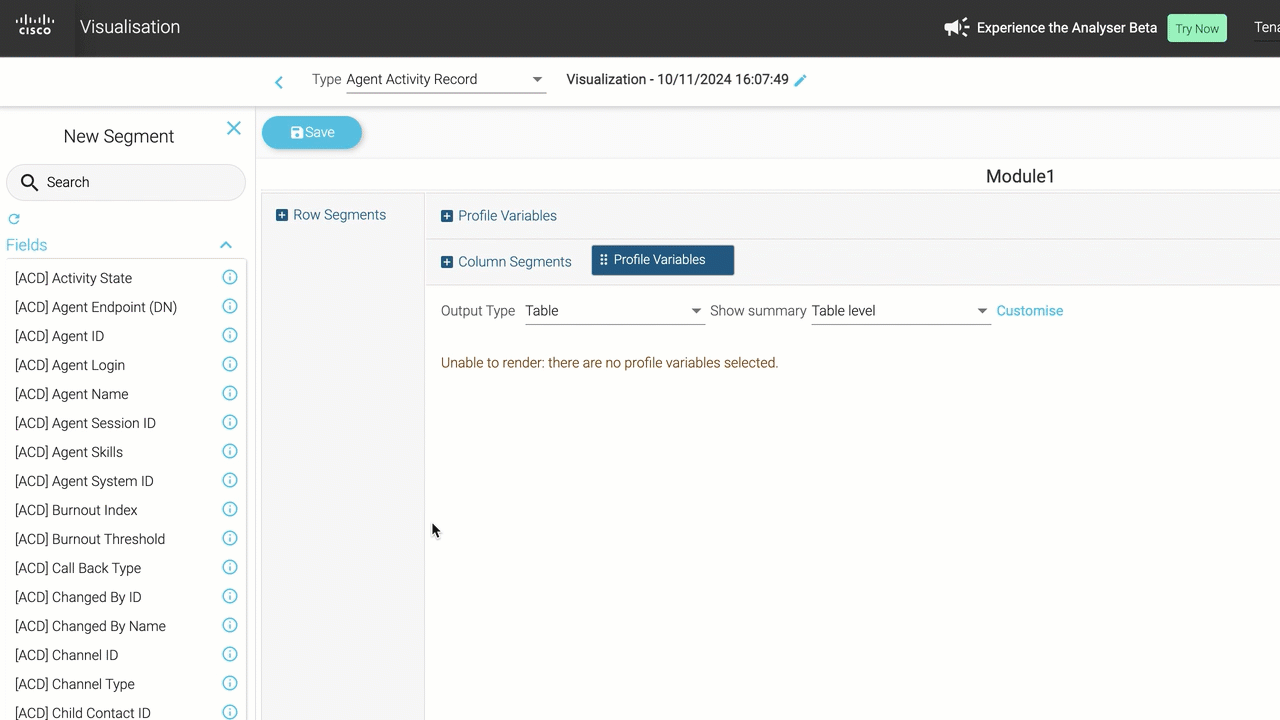 cisco
Visualisation
Experience the Analyser Beta
Try Now
Type Agent Activity Record
Visualization - 10/11/2024 16:07:49
New Segment
Save
Module1
Search
Row Segments
Profile Variables
Fields
Column Segments
Profile Variables
[ACD] Activity State
[ACD] Agent Endpoint (DN)
Output Type Table Show summary Table level Customise
[ACD] Agent ID
Unable to render: there are no profile variables selected.
[ACD] Agent Login
[ACD] Agent Name
[ACD] Agent Session ID
[ACD] Agent Skills
[ACD] Agent System ID
[ACD] Burnout Index
[ACD] Burnout Threshold
[ACD] Call Back Type
[ACD] Changed By ID
[ACD] Changed By Name
[ACD] Channel ID
[ACD] Channel Type
[ACD] Child Contact ID